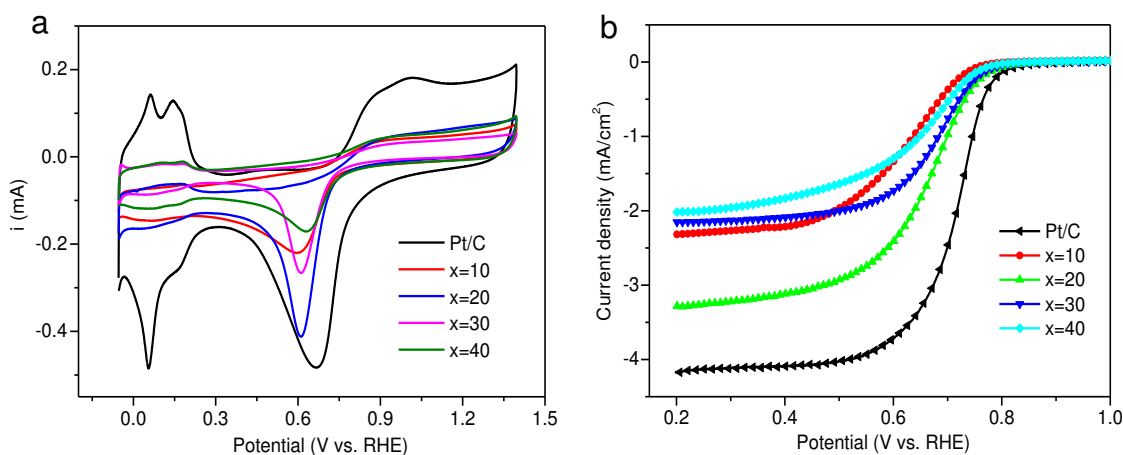 a
0.2
0.0
-0.2
-0.4
i (mA)
Pt/C
x=10
x=20
x=30
x=40
0.0
0.3
0.6
0.9
1.2
1.5
Potential (V vs. RHE)
b
0
-1
-2
-3
-4
Current density (mA/cm²)
Pt/C
x=10
x=20
x=30
x=40
0.2
0.4
0.6
0.8
1.0
Potential (V vs. RHE)